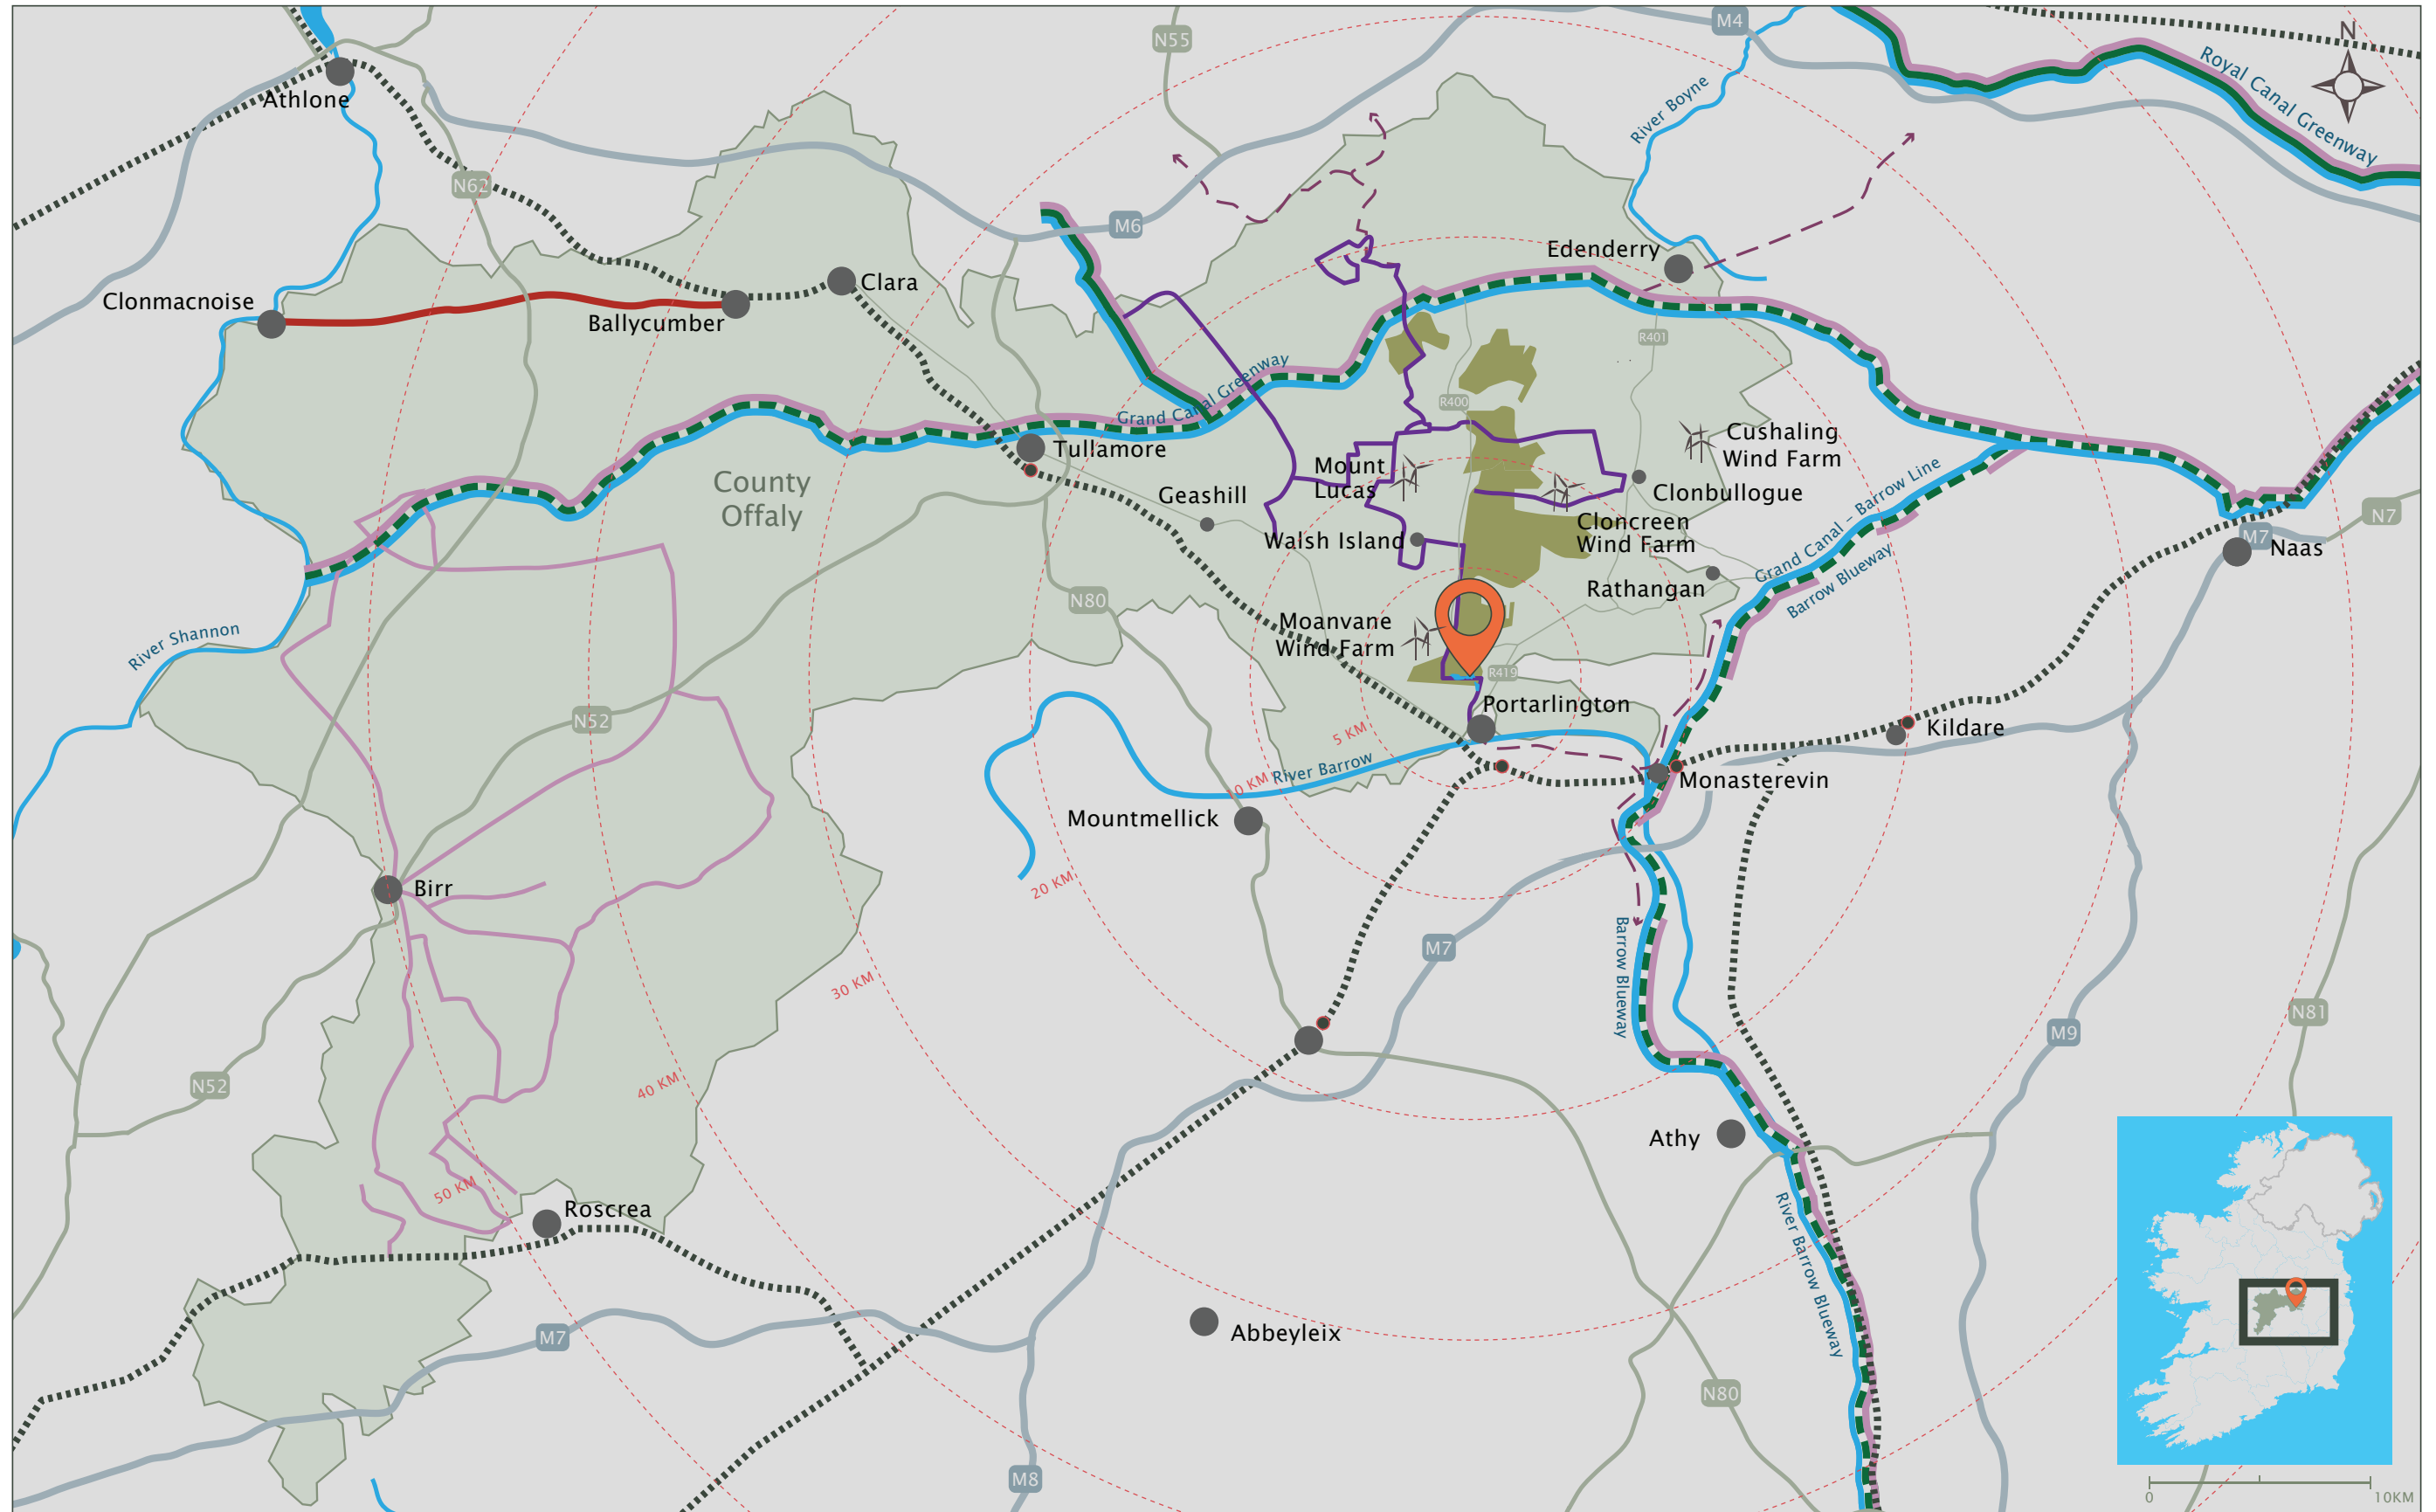 M4
N55
N
Royal Canal Greenway
River Boyne
Athlone
N62
M6
Edenderry
Clara
Clonmacnoise
Ballycumber
R401
Grand Canal Greenway
R400
Cushaling
Wind Farm
Tullamore
Mount
Lucas
County
Offaly
Geashill
Clonbullogue
Grand Canal - Barrow Line
N7
Cloncreen
Wind Farm
Walsh Island
M7
Naas
Barrow Blueway
Rathangan
N80
Moanvane
Wind Farm
River Shannon
R419
Portarlington
N52
5 KM
Kildare
River Barrow
10 KM
Monasterevin
Mountmellick
20 KM
Birr
Barrow Blueway
M7
30 KM
N81
M9
N52
40 KM
Athy
50 KM
Roscrea
River Barrow Blueway
M7
Abbeyleix
N80
M8
0
10KM